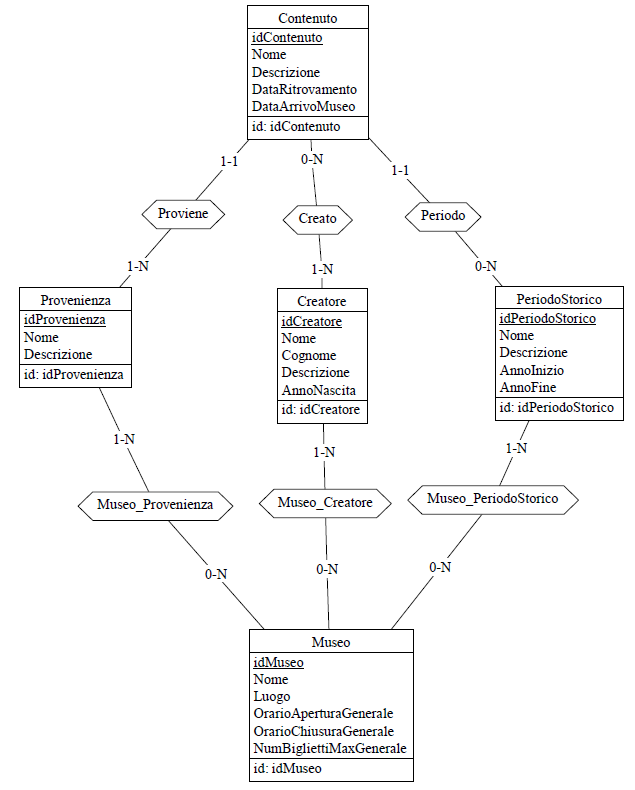 Contenuto
idContenuto
Nome
Descrizione
DataRitrovamento
DataArrivoMuseo
id: idContenuto
1-1
0-N
1-1
Proviene
Creato
Periodo
1-N
1-N
0-N
Provenienza
idProvenienza
Nome
Descrizione
id: idProvenienza
Creatore
idCreatore
Nome
Cognome
Descrizione
AnnoNascita
id: idCreatore
PeriodoStorico
idPeriodoStorico
Nome
Descrizione
AnnoInizio
AnnoFine
id: idPeriodoStorico
1-N
1-N
1-N
Museo_Provenienza
Museo_Creatore
Museo_PeriodoStorico
0-N
0-N
0-N
Museo
idMuseo
Nome
Luogo
OrarioAperturaGenerale
OrarioChiusuraGenerale
NumBigliettiMaxGenerale
id: idMuseo